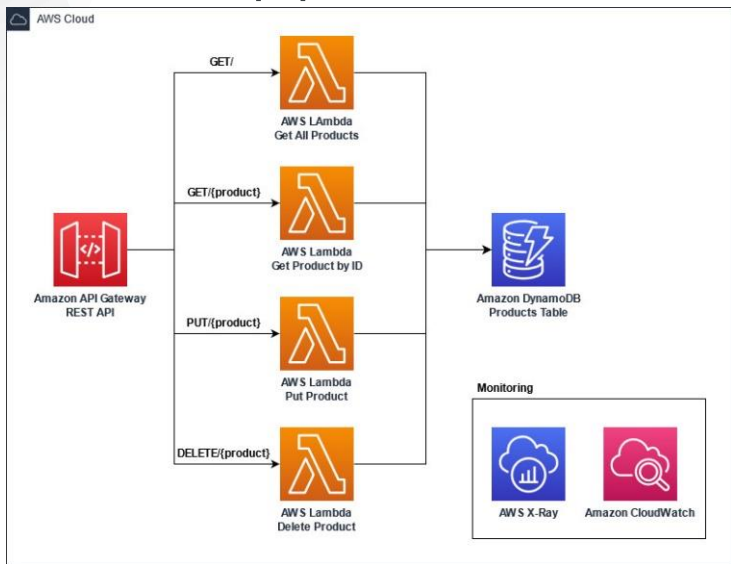 AWS Cloud
GET/
AWS LAmbda
Get All Products
GET/{product}
AWS Lambda
Get Product by ID
Amazon API Gateway
REST API
Amazon DynamoDB
Products Table
PUT/{product}
AWS Lambda
Put Product
Monitoring
DELETE/{product}
AWS Lambda
Delete Product
AWS X-Ray
Amazon CloudWatch